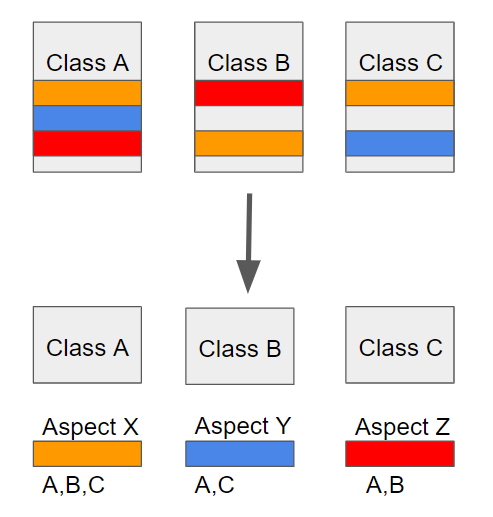 Class A
Class B
Class C
Class A
Class B
Class C
Aspect X
Aspect Y
Aspect Z
A,B,C
A,C
A,B